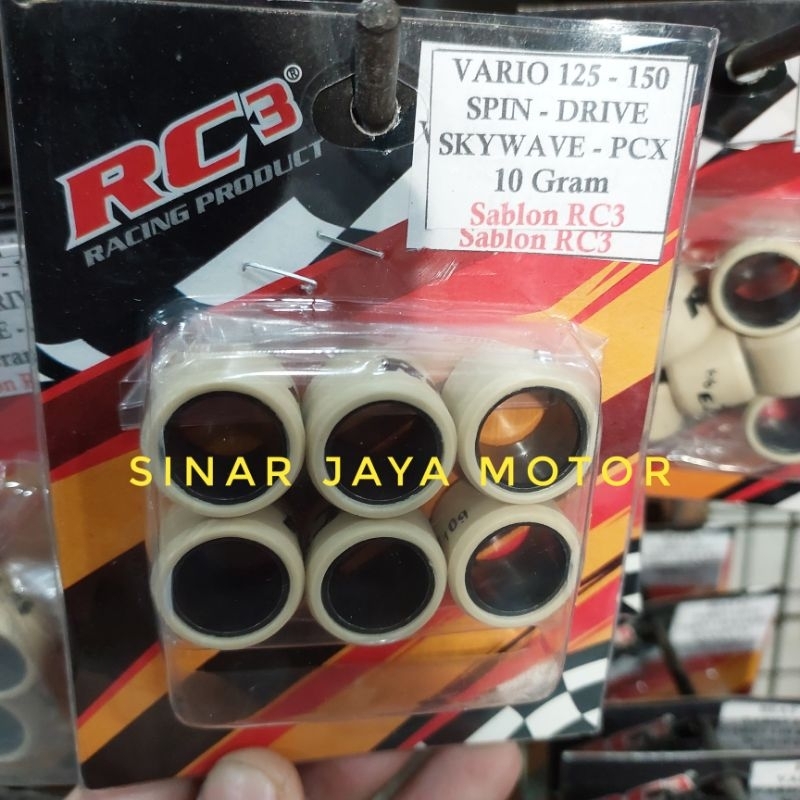 RC3®
RACING PRODUCT
VARIO 125 - 150
SPIN - DRIVE
SKYWAVE - PCX
10 Gram
Sablon RC3
Sablon RC3
SINAR JAYA MOTOR